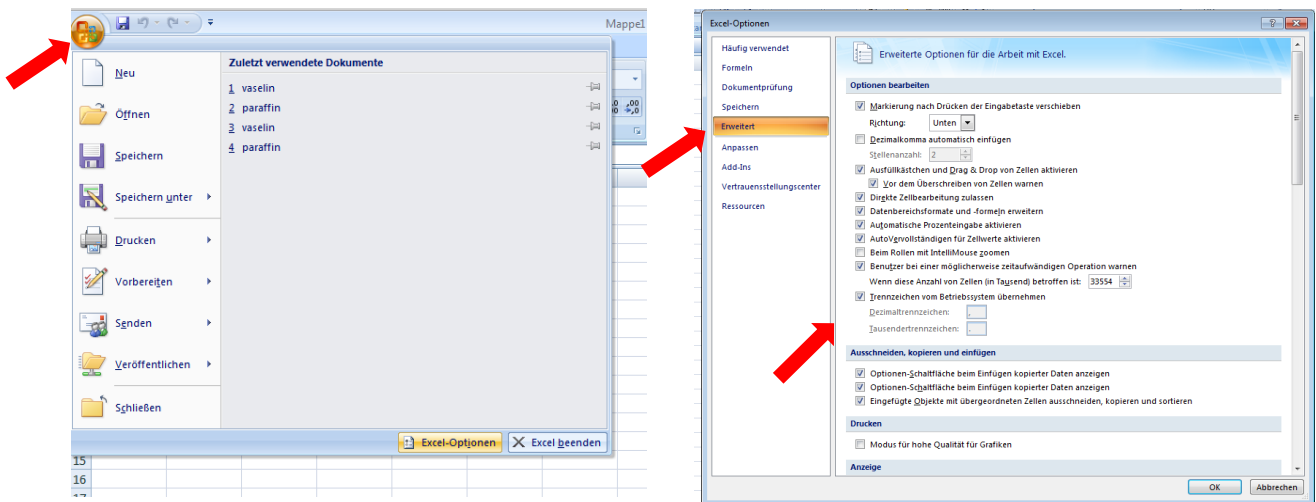 Mappe1
Neu
Öffnen
Speichern
Speichern unter
Drucken
Vorbereiten
Senden
Veröffentlichen
Schließen
Zuletzt verwendete Dokumente
1 vaselin
2 paraffin
3 vaselin
4 paraffin
Excel-Optionen
Excel beenden
15
16
Excel-Optionen
Häufig verwendet
Formeln
Dokumentprüfung
Speichern
Erweitert
Anpassen
Add-Ins
Vertrauensstellungscenter
Ressourcen
Erweiterte Optionen für die Arbeit mit Excel.
Optionen bearbeiten
Markierung nach Drücken der Eingabetaste verschieben
Richtung: Unten
Dezimalkomma automatisch einfügen
Stellenanzahl: 2
Ausfüllkästchen und Drag & Drop von Zellen aktivieren
Vor dem Überschreiben von Zellen warnen
Direkte Zellbearbeitung zulassen
Datenbereichsformate und -formeln erweitern
Automatische Prozenteingabe aktivieren
AutoVervollständigen für Zellwerte aktivieren
Beim Rollen mit IntelliMouse zoomen
Benutzer bei einer möglicherweise zeitaufwändigen Operation warnen
Wenn diese Anzahl von Zellen (in Tausend) betroffen ist: 33554
Trennzeichen vom Betriebssystem übernehmen
Dezimaltrennzeichen: ,
Tausendertrennzeichen: .
Ausschneiden, kopieren und einfügen
Optionen-Schaltfläche beim Einfügen kopierter Daten anzeigen
Optionen-Schaltfläche beim Einfügen kopierter Daten anzeigen
Eingefügte Objekte mit übergeordneten Zellen ausschneiden, kopieren und sortieren
Drucken
Modus für hohe Qualität für Grafiken
Anzeige
OK
Abbrechen